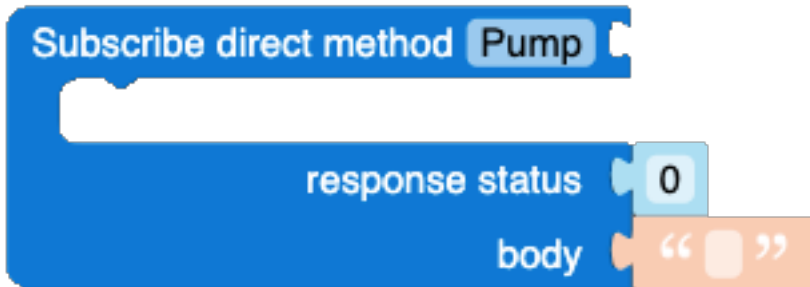 Subscribe direct method Pump
response status 0
body “ ”